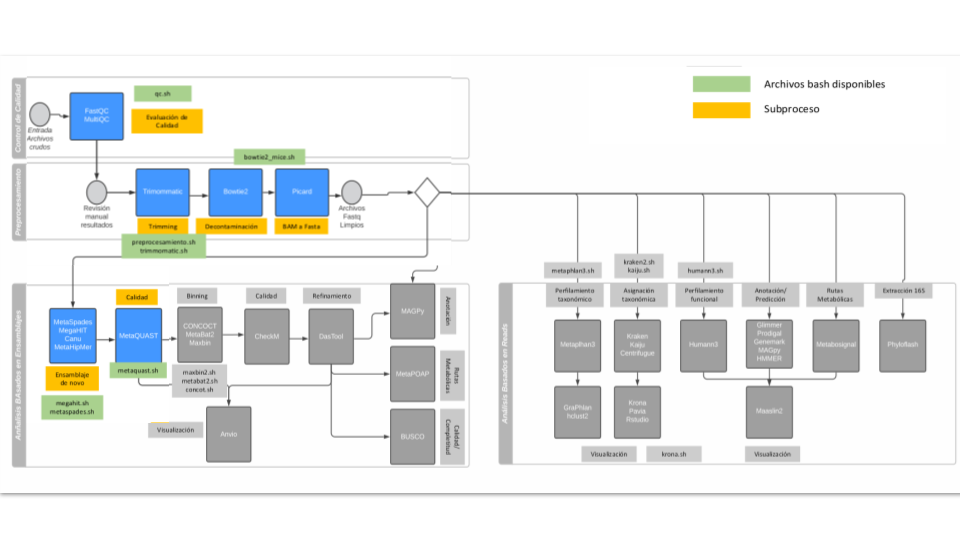 Archivos bash disponibles
Subproceso
Control de Calidad
Entrada
Archivos
crudos
FastQC
MultiQC
qc.sh
Evaluación de
Calidad
Preprocesamiento
bowtie2_mice.sh
Revisión
manual
resultados
Trimommatic
Bowtie2
Picard
Archivos
Fastq
Limpios
Trimming
Decontaminación
BAM a Fasta
preprocesamiento.sh
trimmomatic.sh
Análisis BAsados en Ensamblajes
Calidad
Binning
Calidad
Refinamiento
MetaSpades
MegaHIT
Canu
MetaHipMer
MetaQUAST
CONCOCT
MetaBat2
Maxbin
CheckM
DasTool
MAGPy
Anotación
Ensamblaje
de novo
metaquast.sh
maxbin2.sh
metabat2.sh
concot.sh
MetaPOAP
Rutas
Metabólicas
megahit.sh
metaspades.sh
Visualización
Anvio
BUSCO
Calidad/
Completitud
Análisis Basados en Reads
metaphlan3.sh
kraken2.sh
kaiju.sh
humann3.sh
Perfilamiento
taxonómico
Asignación
taxonómica
Perfilamiento
funcional
Anotación/
Predicción
Rutas
Metabólicas
Extracción 16S
Metaplhan3
Kraken
Kaiju
Centrifugue
Humann3
Glimmer
Prodigal
Genemark
MAGpy
HMMER
Metabosignal
Phyloflash
GraPhlan
hclust2
Krona
Pavia
Rstudio
Maaslin2
Visualización
krona.sh
Visualización